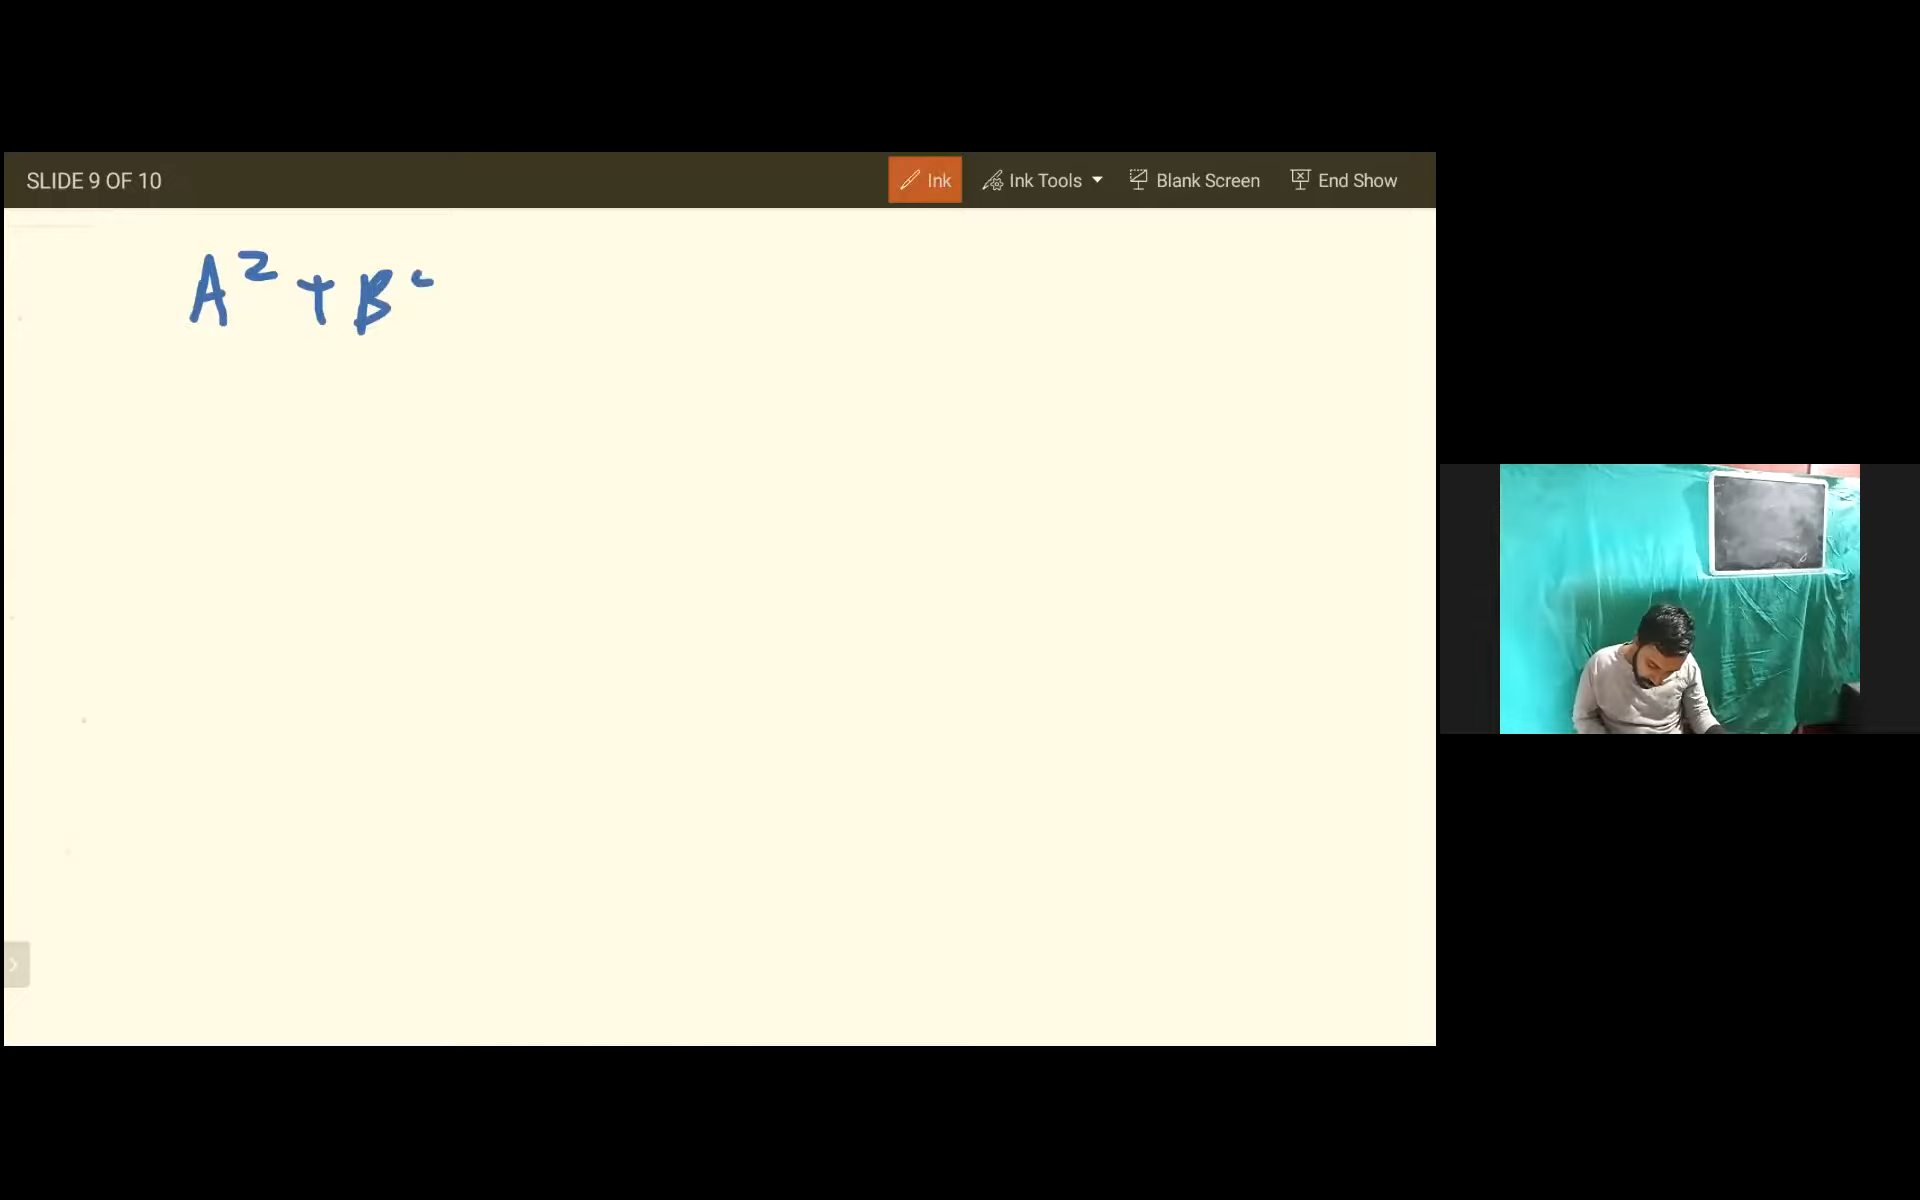 SLIDE 9 OF 10
Ink
Ink Tools
Blank Screen
End Show
A² + B